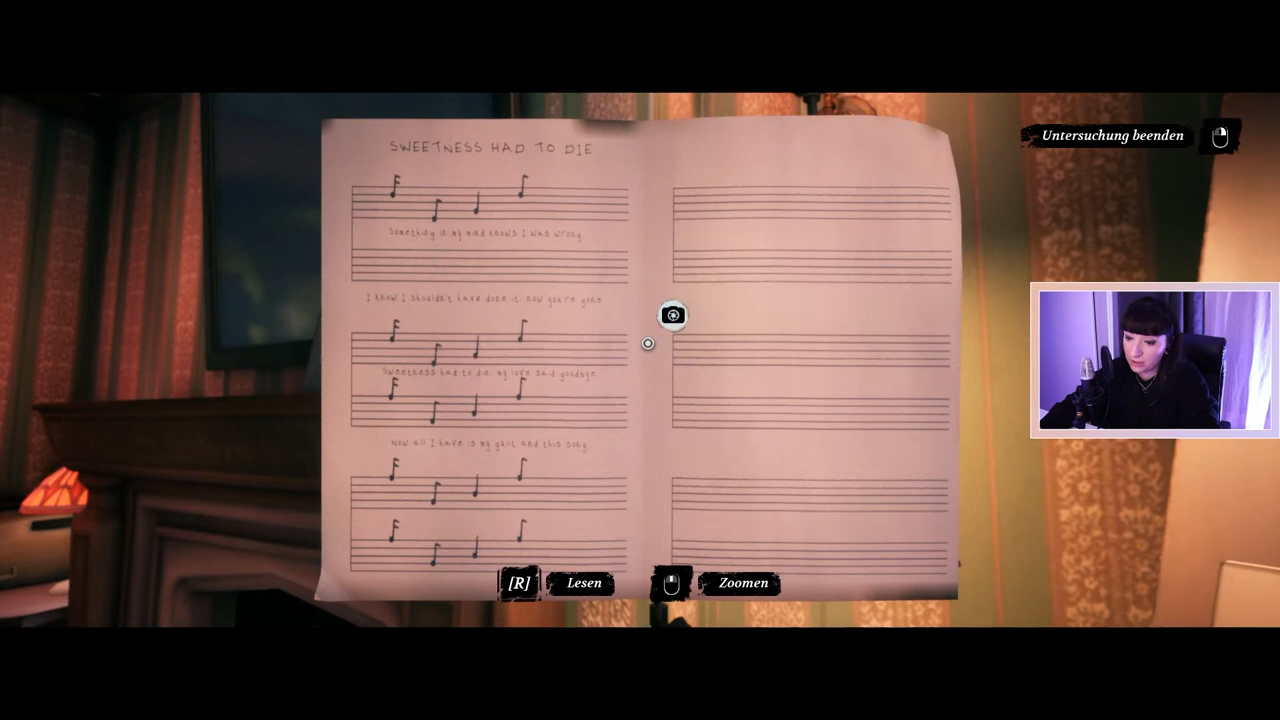 SWEETNESS HAD TO DIE
Untersuchung beenden
Something in my mind knows I was wrong
I know I shouldn't have done it. now you're gone
Sweetness had to die. my love said goodbye.
Now all I have is my guilt and this song
[R] Lesen
Zoomen